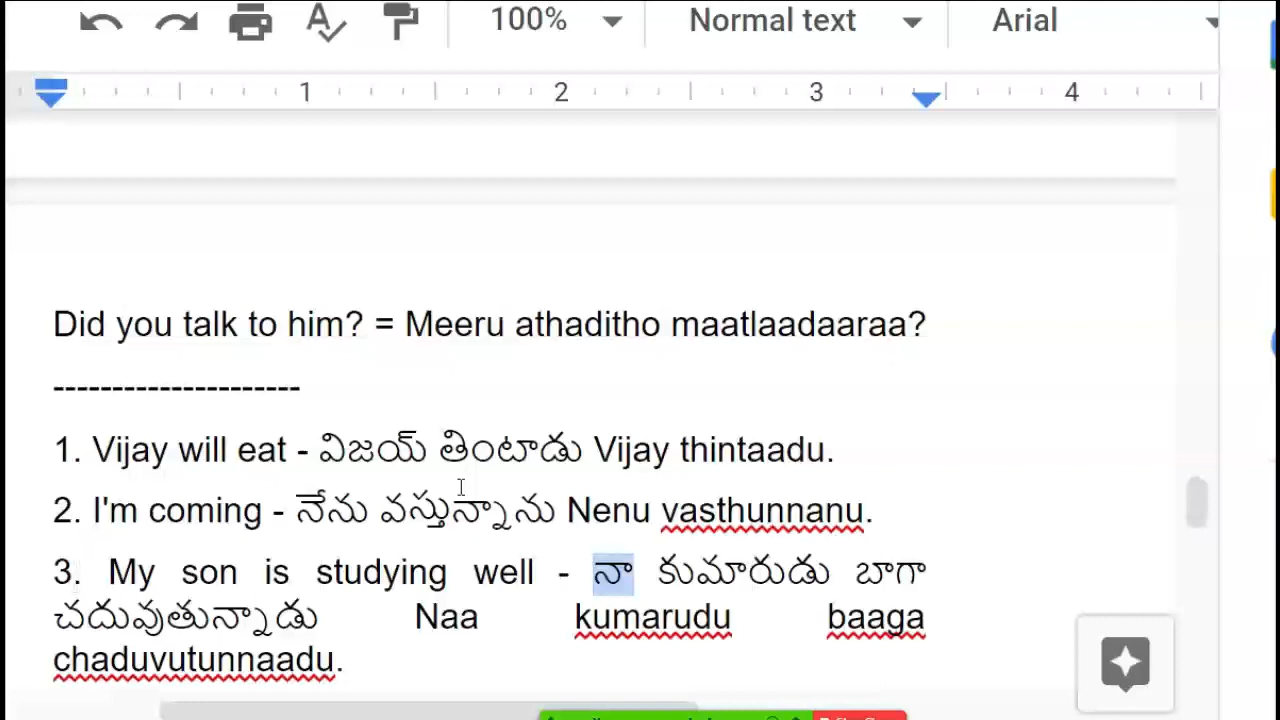 100% Normal text Arial
1 2 3 4
Did you talk to him? = Meeru athaditho maatlaadaaraa?
---------------------
1. Vijay will eat - విజయ్ తింటాడు Vijay thintaadu.
2. I'm coming - నేను వస్తున్నాను Nenu vasthunnanu.
3. My son is studying well - నా కుమారుడు బాగా
చదువుతున్నాడు Naa kumarudu baaga
chaduvutunnaadu.